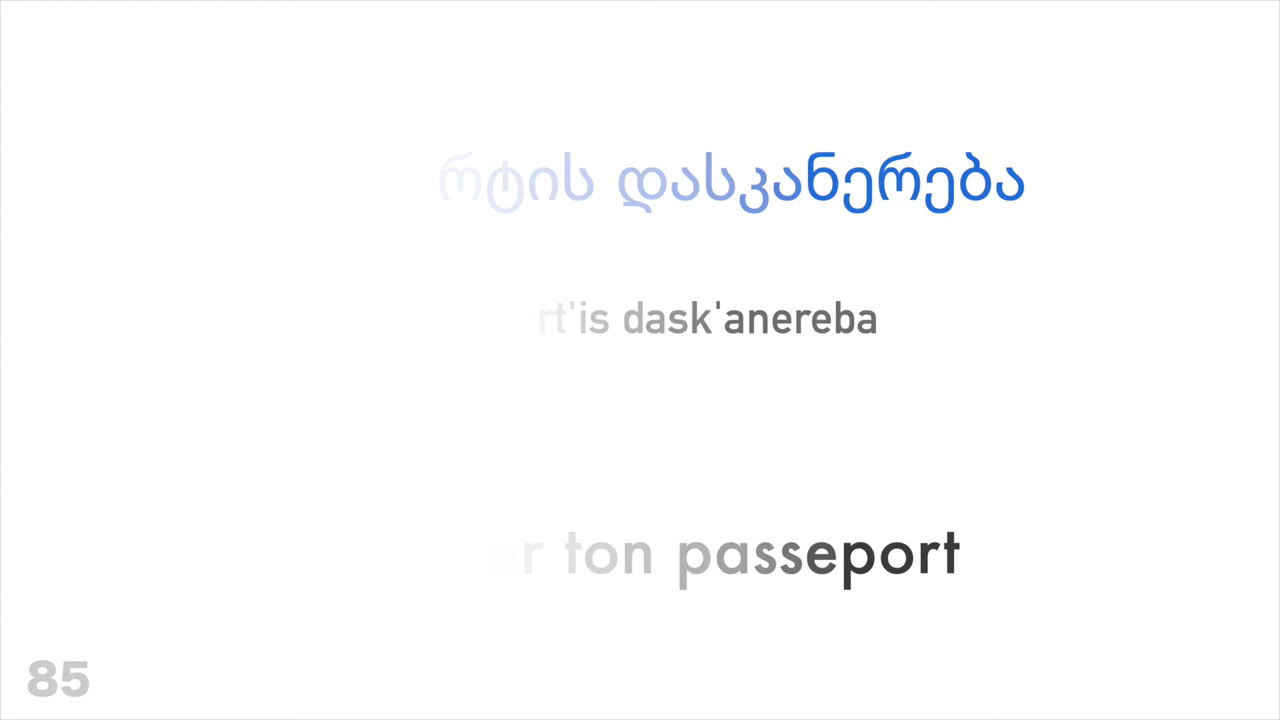 რტის დასკანერება
rt'is dask'anereba
er ton passeport
85